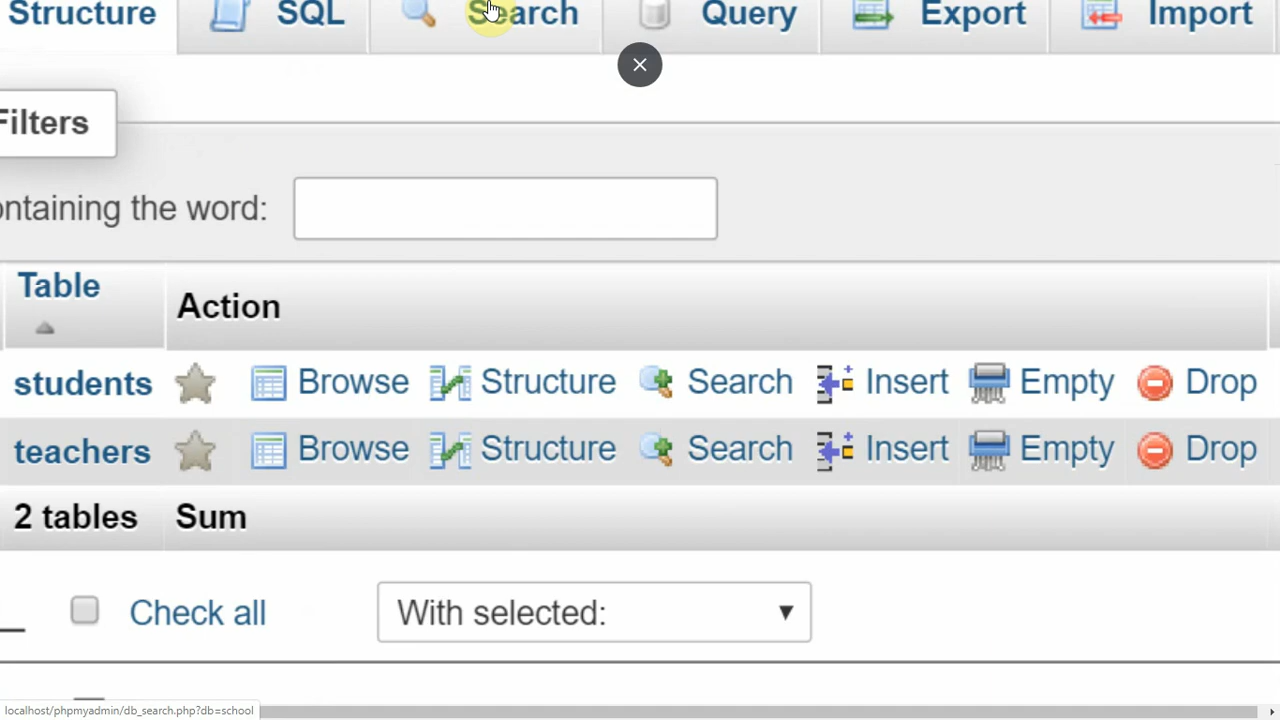 Structure SQL Search Query Export Import
Filters
ontaining the word:
Table Action
students Browse Structure Search Insert Empty Drop
teachers Browse Structure Search Insert Empty Drop
2 tables Sum
Check all With selected:
localhost/phpmyadmin/db_search.php?db=school